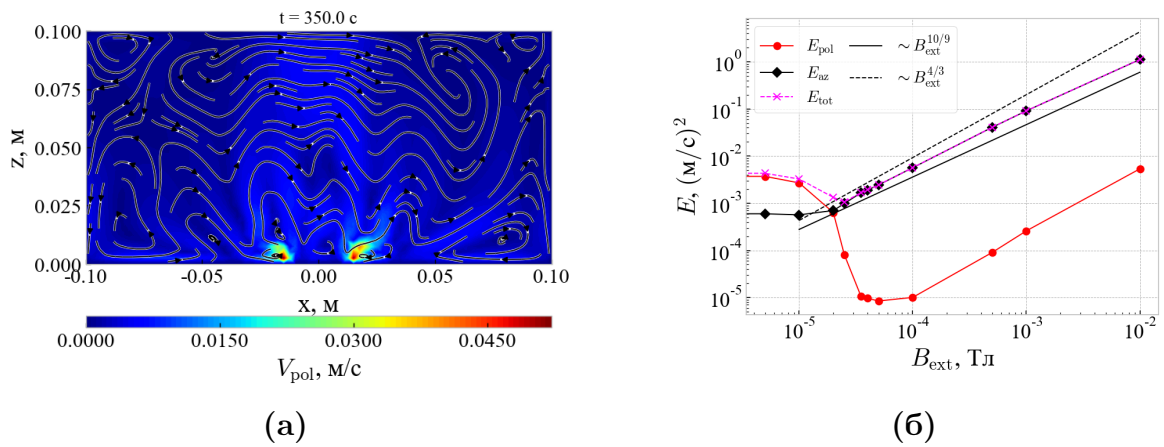 t = 350.0 c
0.100
0.075
z, м
0.050
0.025
0.000
-0.10
-0.05
0.00
0.05
0.10
x, м
0.0000
0.0150
0.0300
0.0450
V_pol, м/с
(а)
E_pol
E_az
E_tot
∼ B_ext^{10/9}
∼ B_ext^{4/3}
E, (м/с)^2
10^0
10^{-1}
10^{-2}
10^{-3}
10^{-4}
10^{-5}
10^{-5}
10^{-4}
10^{-3}
10^{-2}
B_ext, Тл
(б)